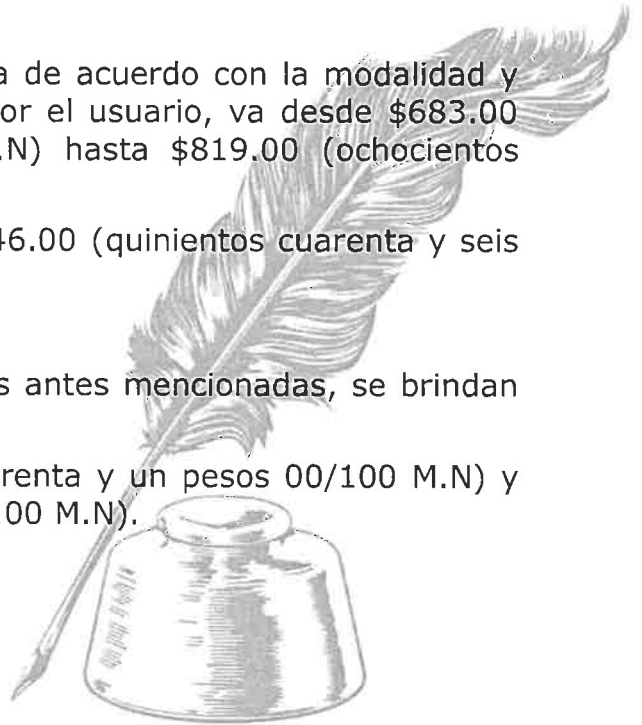 a de acuerdo con la modalidad y
or el usuario, va desde $683.00
.N) hasta $819.00 (ochocientos
46.00 (quinientos cuarenta y seis
s antes mencionadas, se brindan
renta y un pesos 00/100 M.N) y
00 M.N).